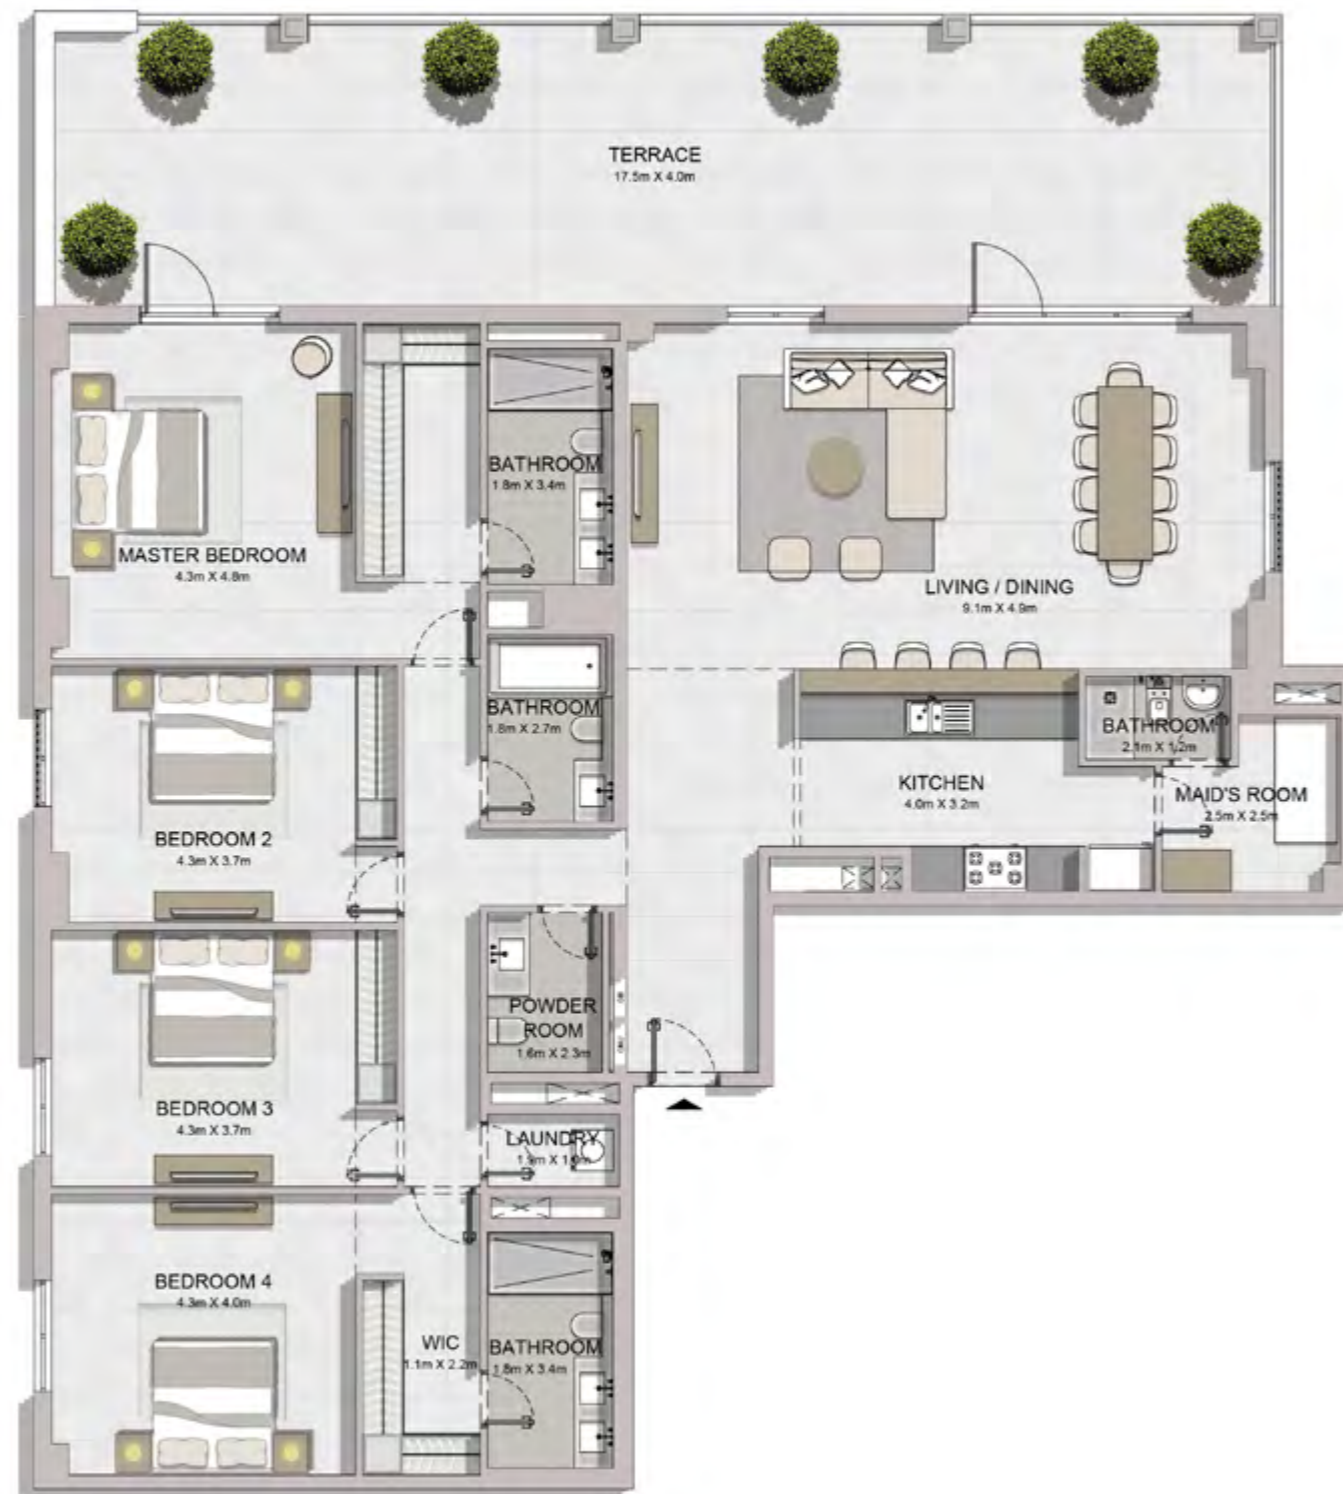 TERRACE
17.5m X 4.0m
BATHROOM
1.8m X 3.4m
MASTER BEDROOM
4.3m X 4.8m
LIVING / DINING
9.1m X 4.9m
BATHROOM
1.8m X 2.7m
BATHROOM
2.1m X 1.2m
KITCHEN
4.0m X 3.2m
MAID'S ROOM
2.5m X 2.5m
BEDROOM 2
4.3m X 3.7m
POWDER
ROOM
1.6m X 2.3m
BEDROOM 3
4.3m X 3.7m
LAUNDRY
BEDROOM 4
4.3m X 4.0m
WIC
1.1m X 2.2m
BATHROOM
1.8m X 3.4m